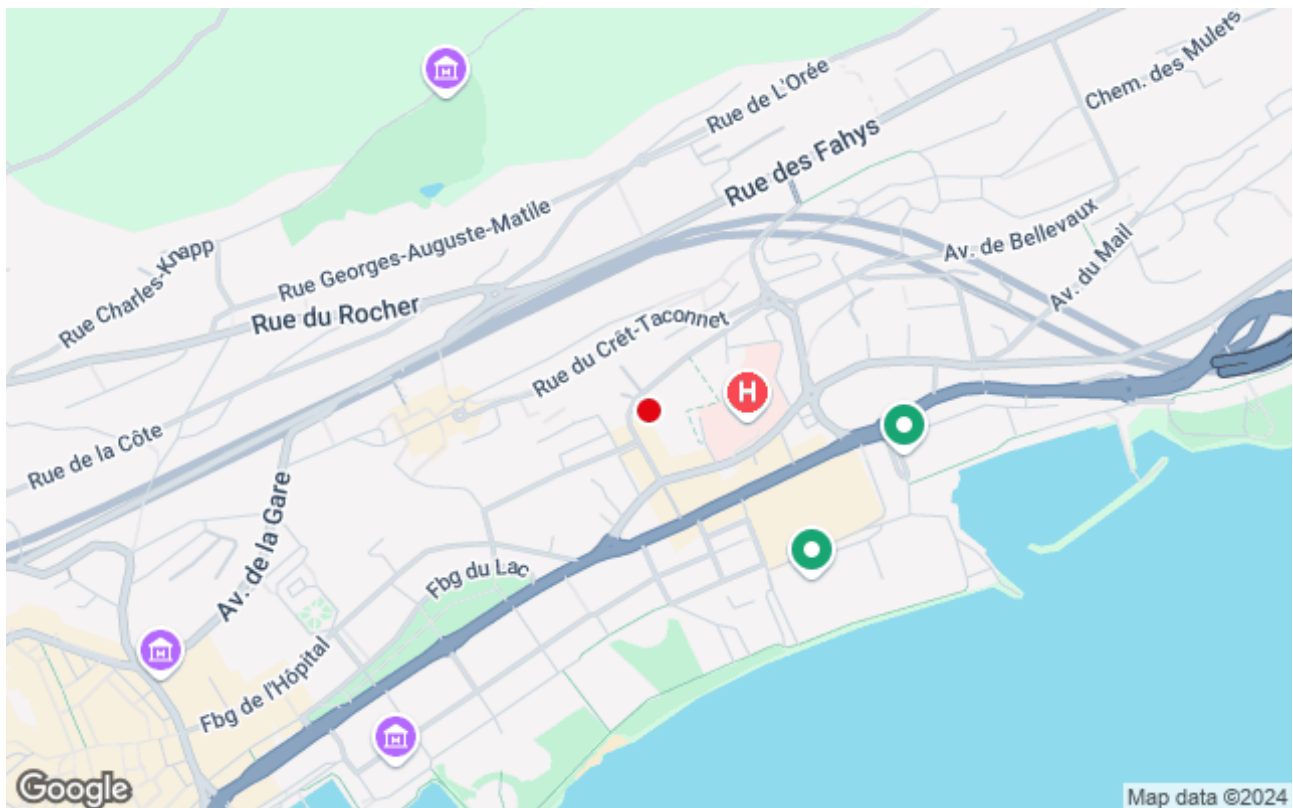 Chem. des Mulets
Rue de L'Orée
Rue des Fahys
Rue Georges-Auguste-Matile
Rue Charles-Knapp
Rue du Rocher
Av. de Bellevaux
Av. du Mail
Rue du Crêt-Taconnet
H
Rue de la Côte
Av. de la Gare
Fbg du Lac
Fbg de l'Hôpital
Google
Map data ©2024